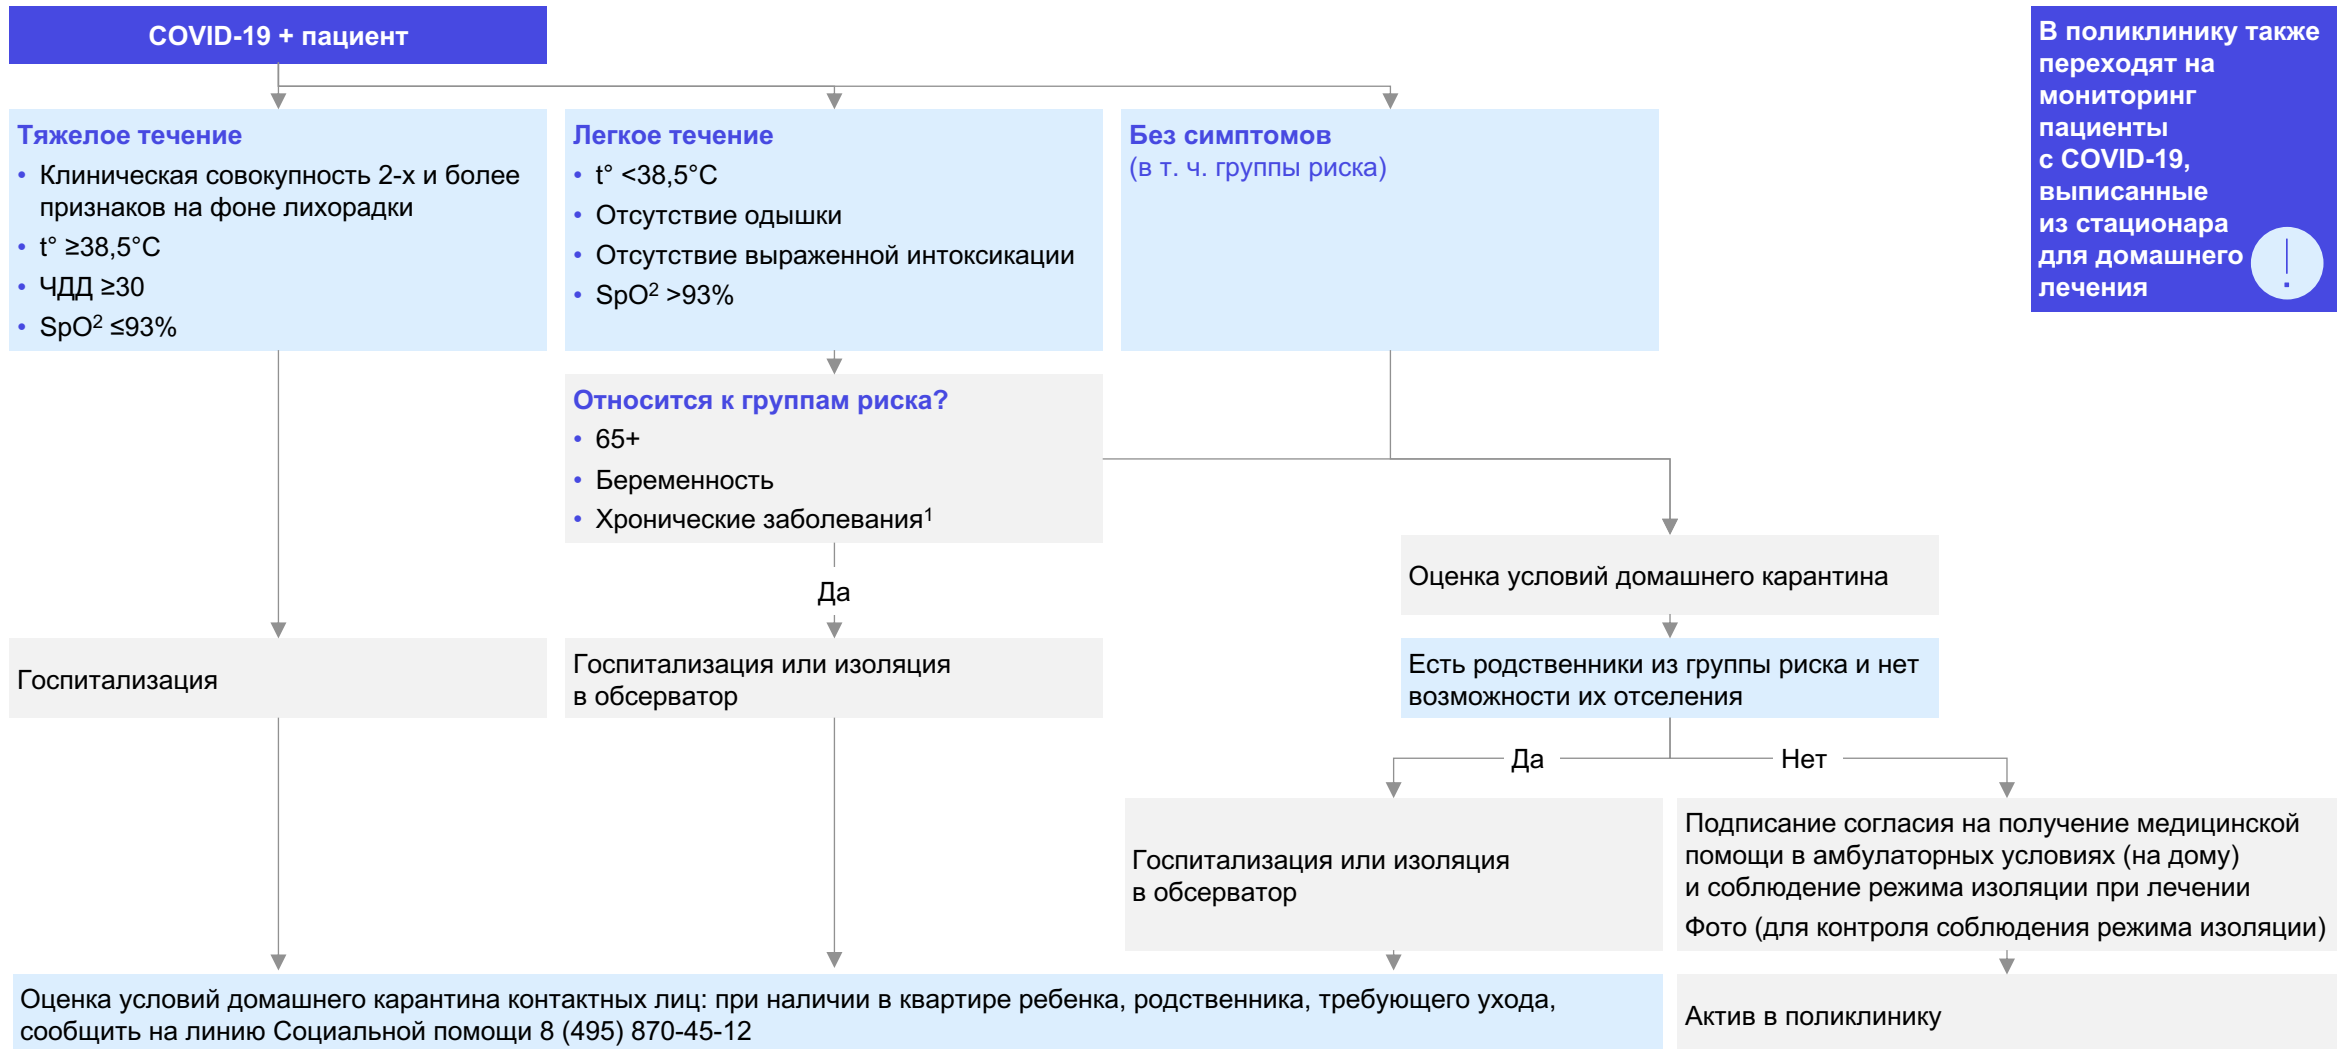 COVID-19 + пациент
В поликлинику также
переходят на
мониторинг
пациенты
с COVID-19,
выписанные
из стационара
для домашнего
лечения
!
Тяжелое течение
• Клиническая совокупность 2-х и более
признаков на фоне лихорадки
• t° ≥38,5°C
• ЧДД ≥30
• SpO² ≤93%
Легкое течение
• t° <38,5°C
• Отсутствие одышки
• Отсутствие выраженной интоксикации
• SpO² >93%
Без симптомов
(в т. ч. группы риска)
Относится к группам риска?
• 65+
• Беременность
• Хронические заболевания¹
Да
Оценка условий домашнего карантина
Госпитализация
Госпитализация или изоляция
в обсерватор
Есть родственники из группы риска и нет
возможности их отселения
Да
Нет
Госпитализация или изоляция
в обсерватор
Подписание согласия на получение медицинской
помощи в амбулаторных условиях (на дому)
и соблюдение режима изоляции при лечении
Фото (для контроля соблюдения режима изоляции)
Оценка условий домашнего карантина контактных лиц: при наличии в квартире ребенка, родственника, требующего ухода,
сообщить на линию Социальной помощи 8 (495) 870-45-12
Актив в поликлинику